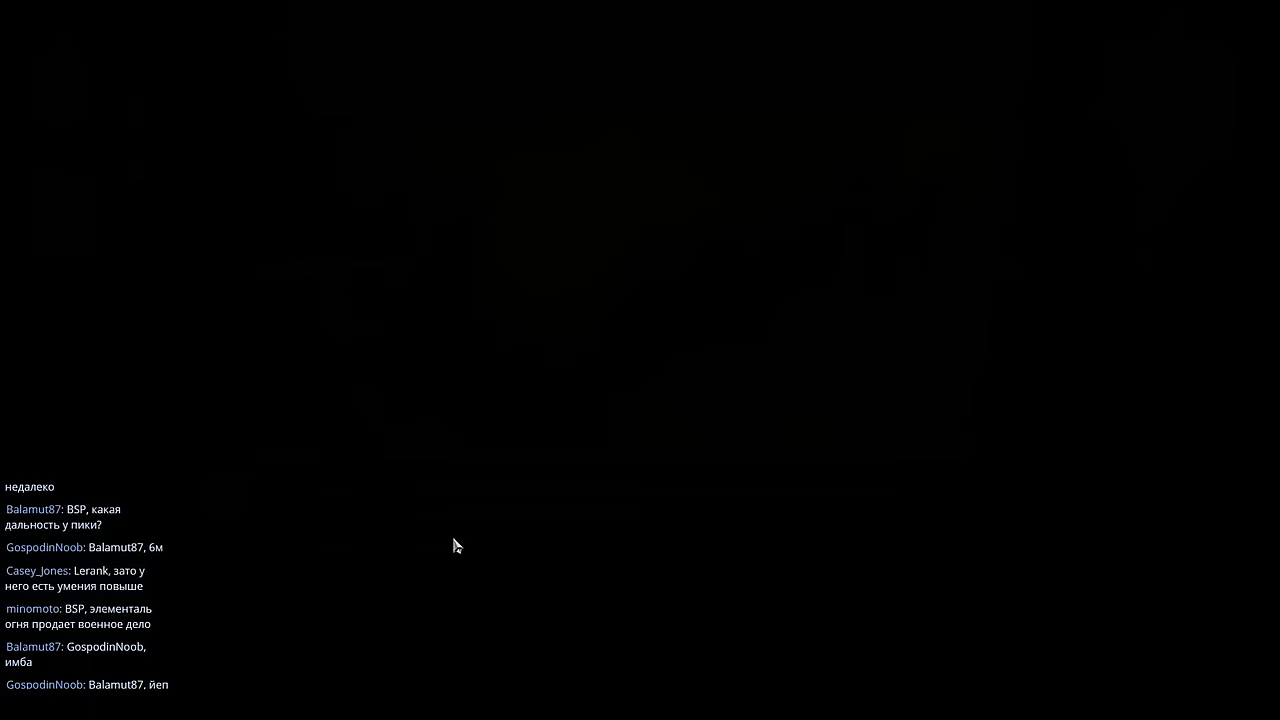 недалеко
Balamut87: BSP, какая
дальность у пики?
GospodinNoob: Balamut87, 6м
Casey_Jones: Lerank, зато у
него есть умения повыше
minomoto: BSP, элементаль
огня продает военное дело
Balamut87: GospodinNoob,
имба
GospodinNoob: Balamut87, йеп